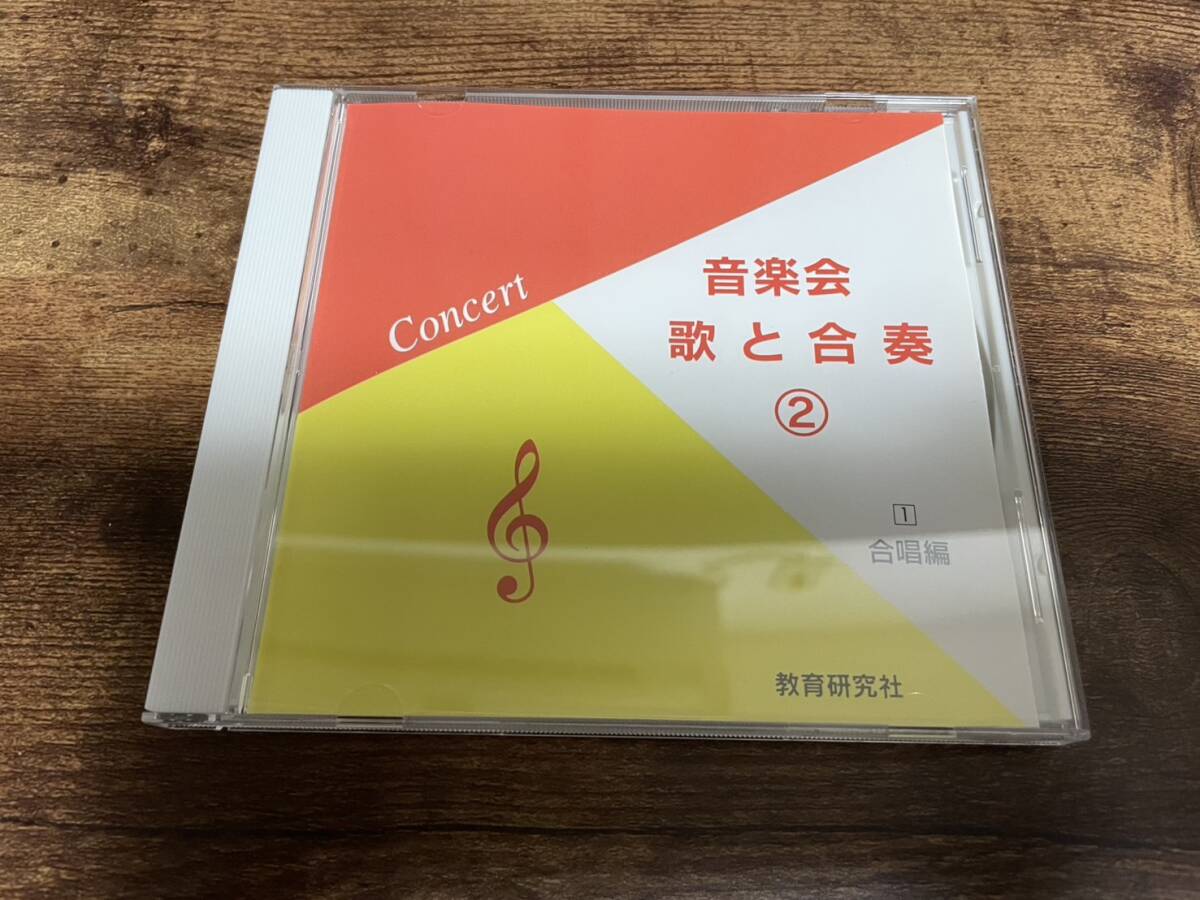 Concert
音楽会
歌と合奏
②
1
合唱編
教育研究社